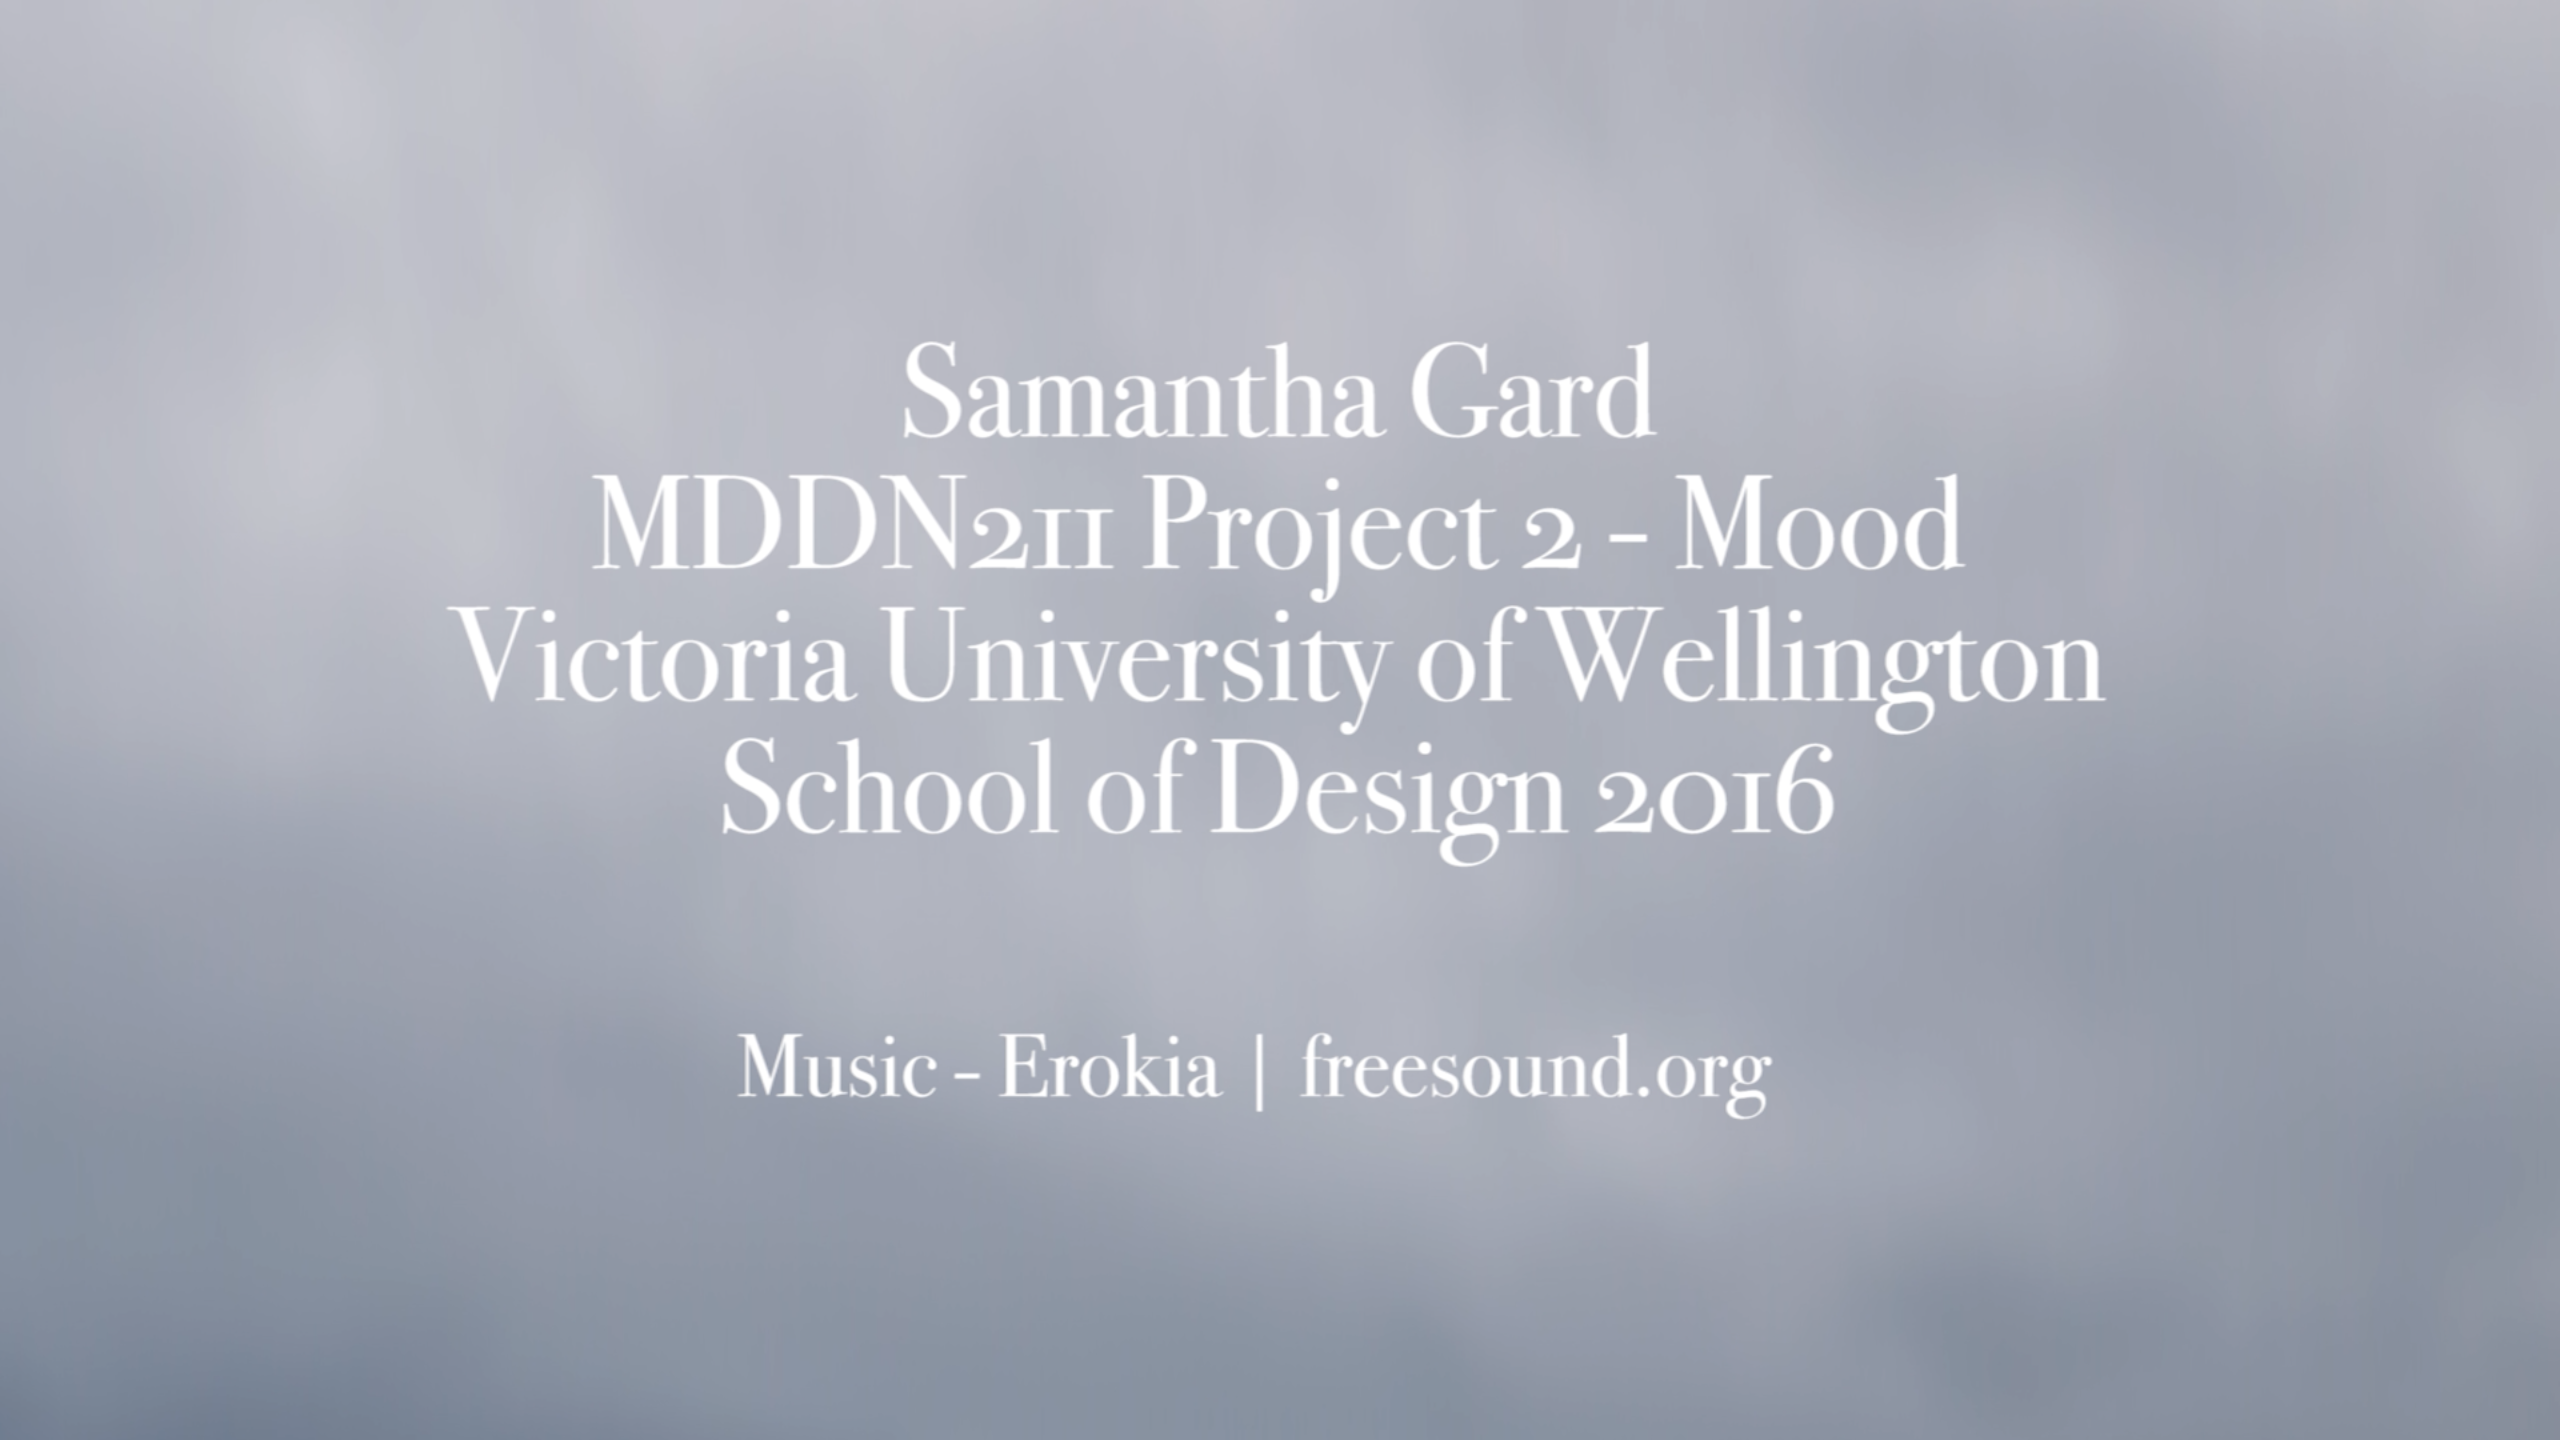 Samantha Gard
MDDN211 Project 2 - Mood
Victoria University of Wellington
School of Design 2016
Music - Erokia | freesound.org